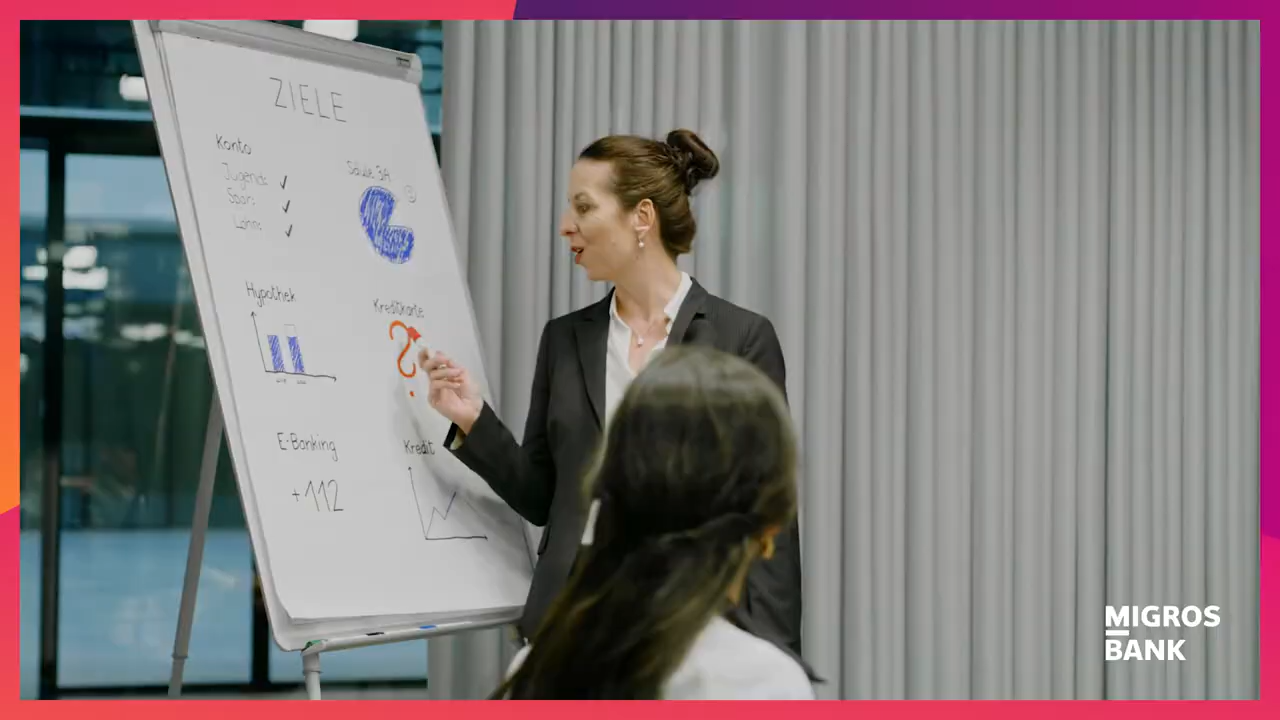 ZIELE
Konto
Jugend: ✓
Spar: ✓
Lohn: ✓
Säule 3A
Hypothek
Kreditkarte
?
E-Banking
+112
Kredit
MIGROS
BANK